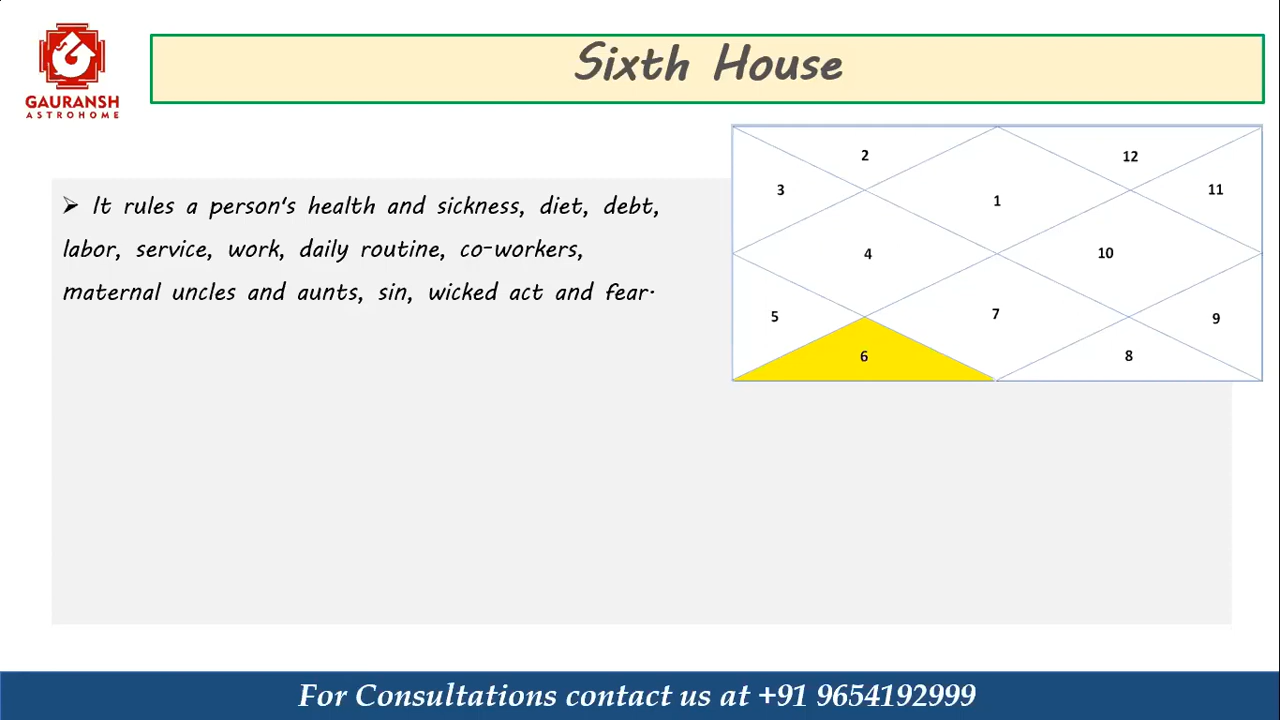 Sixth House
GAURANSH
ASTROHOME
➢ It rules a person's health and sickness, diet, debt,
labor, service, work, daily routine, co-workers,
maternal uncles and aunts, sin, wicked act and fear.
2
12
3
11
1
4
10
5
7
9
6
8
For Consultations contact us at +91 9654192999